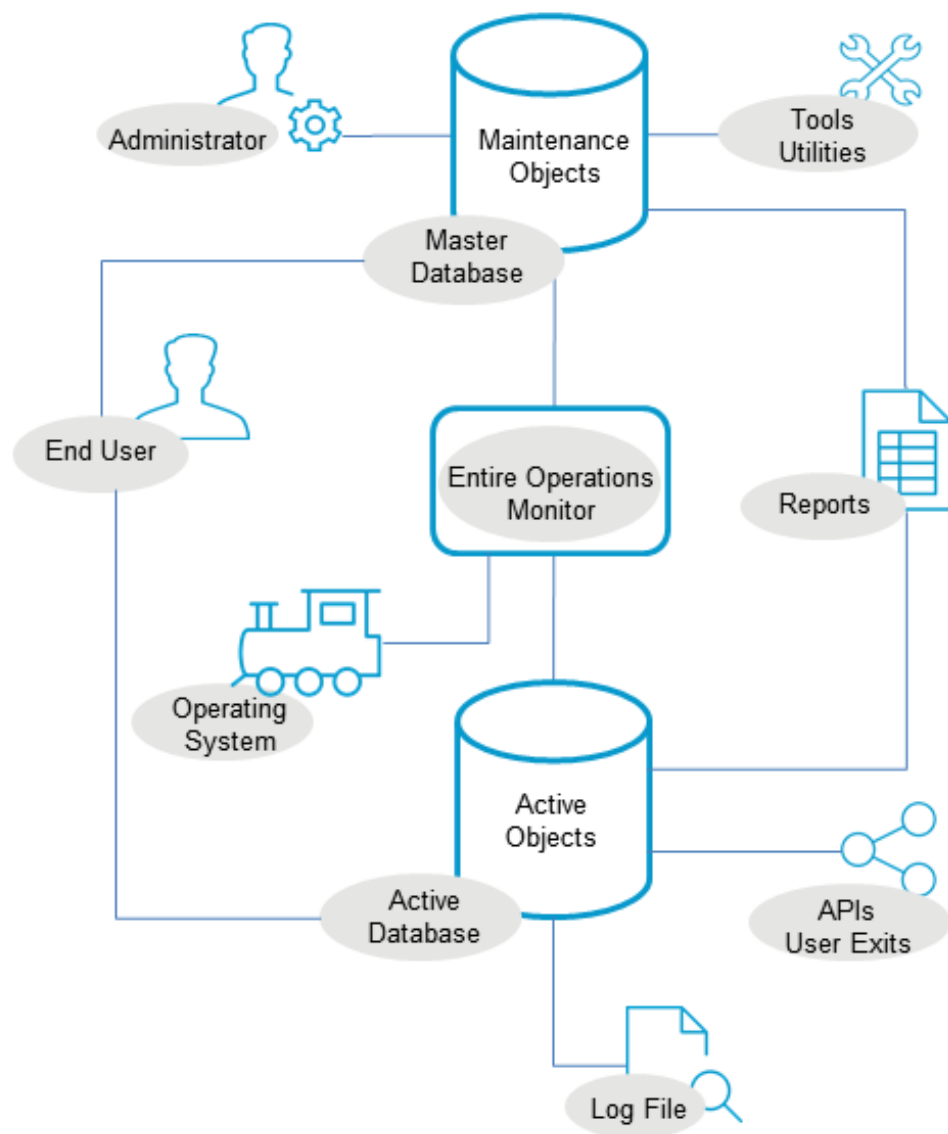 Administrator
Maintenance
Objects
Tools
Utilities
Master
Database
End User
Entire Operations
Monitor
Reports
Operating
System
Active
Objects
Active
Database
APIs
User Exits
Log File